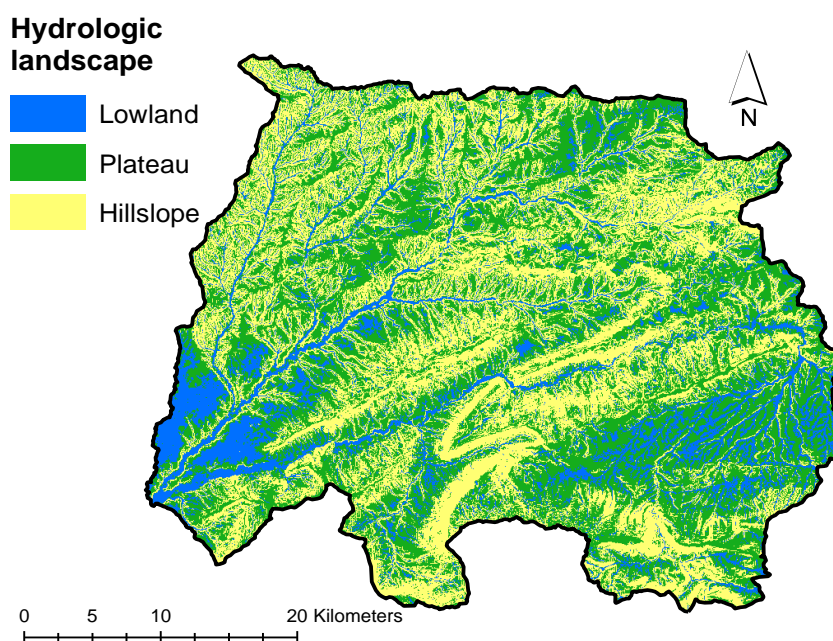 Hydrologic
landscape
Lowland
Plateau
Hillslope
N
0 5 10 20 Kilometers